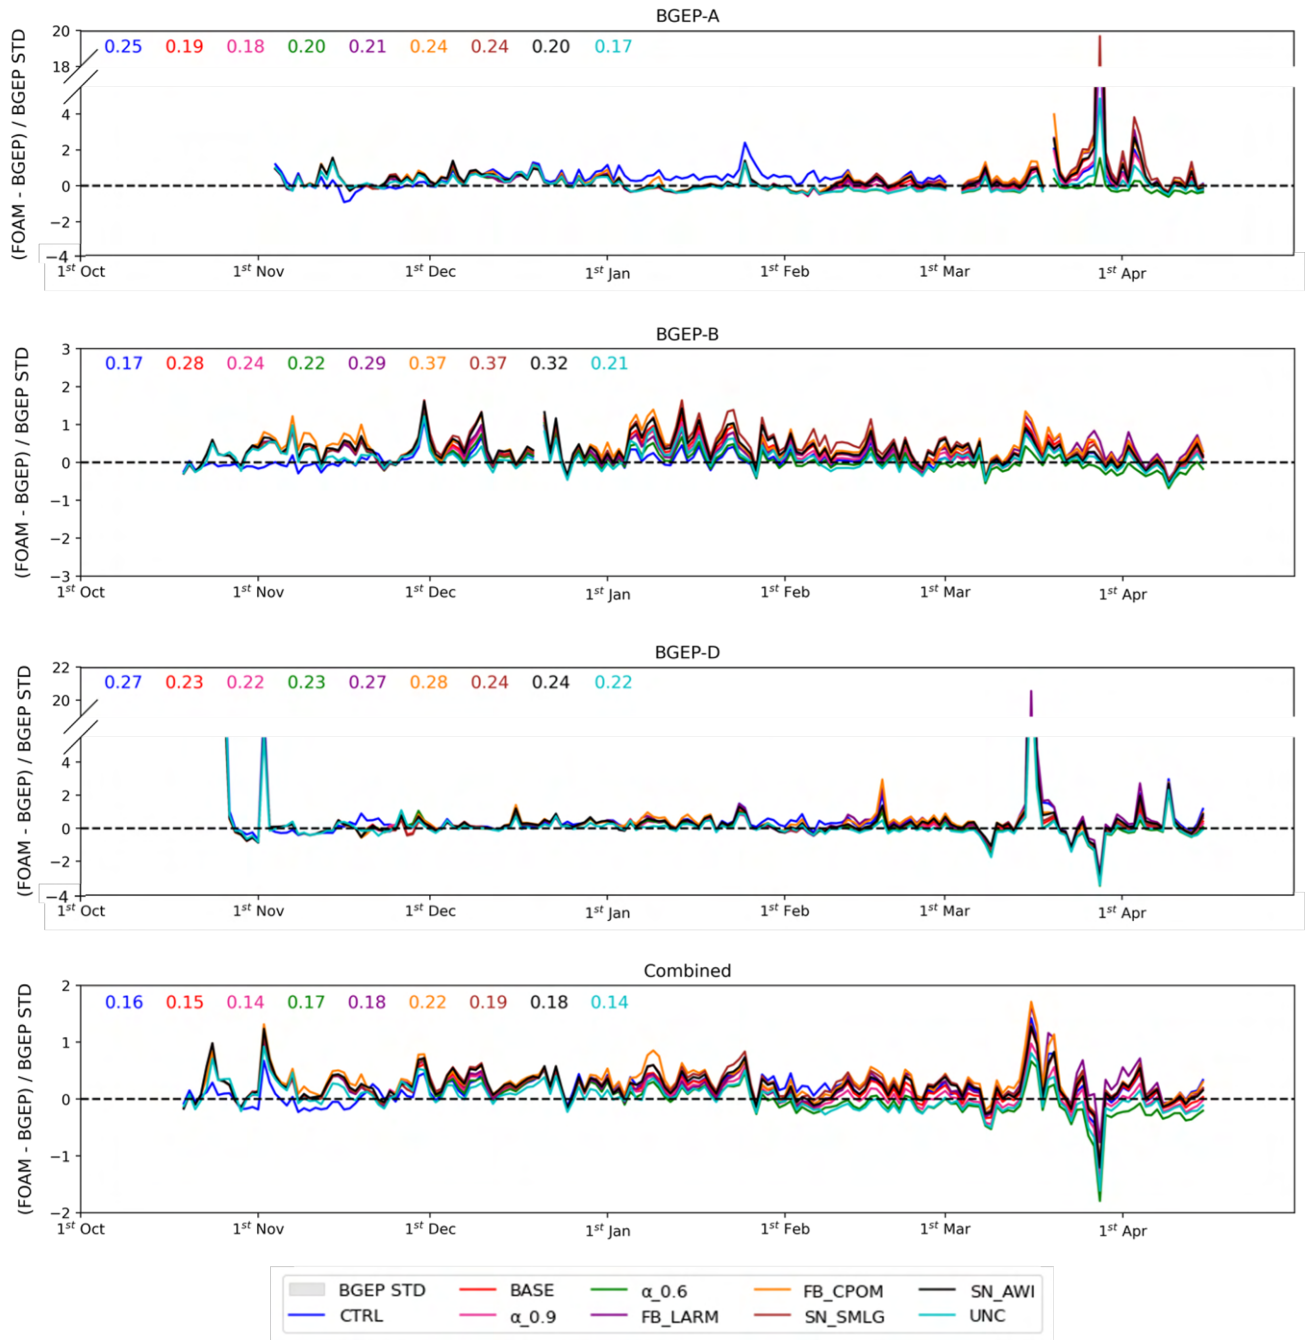 BGEP-A
(FOAM - BGEP) / BGEP STD
20
18
4
2
0
−2
−4
0.25 0.19 0.18 0.20 0.21 0.24 0.24 0.20 0.17
1st Oct 1st Nov 1st Dec 1st Jan 1st Feb 1st Mar 1st Apr
BGEP-B
(FOAM - BGEP) / BGEP STD
3
2
1
0
−1
−2
−3
0.17 0.28 0.24 0.22 0.29 0.37 0.37 0.32 0.21
1st Oct 1st Nov 1st Dec 1st Jan 1st Feb 1st Mar 1st Apr
BGEP-D
(FOAM - BGEP) / BGEP STD
22
20
4
2
0
−2
−4
0.27 0.23 0.22 0.23 0.27 0.28 0.24 0.24 0.22
1st Oct 1st Nov 1st Dec 1st Jan 1st Feb 1st Mar 1st Apr
Combined
(FOAM - BGEP) / BGEP STD
2
1
0
−1
−2
0.16 0.15 0.14 0.17 0.18 0.22 0.19 0.18 0.14
1st Oct 1st Nov 1st Dec 1st Jan 1st Feb 1st Mar 1st Apr
BGEP STD BASE α_0.6 FB_CPOM SN_AWI
CTRL α_0.9 FB_LARM SN_SMLG UNC